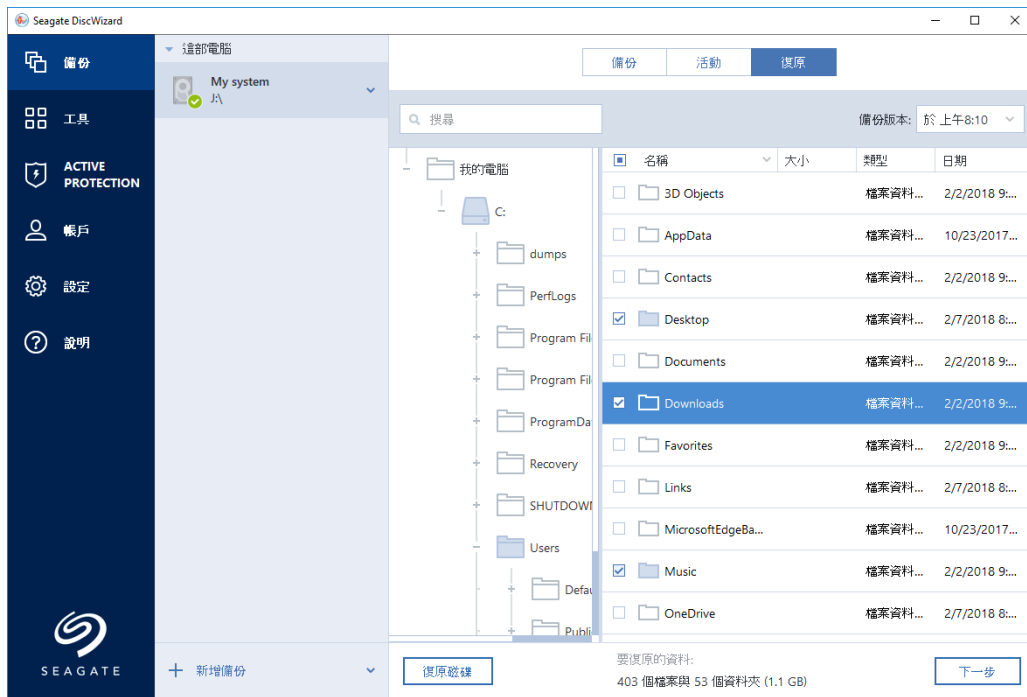 Seagate DiscWizard
備份
工具
ACTIVE
PROTECTION
帳戶
設定
說明
SEAGATE
這部電腦
My system
J:\
新增備份
備份
活動
復原
搜尋
備份版本:
於 上午8:10
我的電腦
C:
dumps
PerfLogs
Program Fil
Program Fil
ProgramDa
Recovery
SHUTDOWN
Users
Defau
Publi
名稱 大小 類型 日期
3D Objects 檔案資料... 2/2/2018 9:...
AppData 檔案資料... 10/23/2017...
Contacts 檔案資料... 2/2/2018 9:...
Desktop 檔案資料... 2/7/2018 8:...
Documents 檔案資料... 2/2/2018 9:...
Downloads 檔案資料... 2/2/2018 9:...
Favorites 檔案資料... 2/2/2018 9:...
Links 檔案資料... 2/7/2018 8:...
MicrosoftEdgeBa... 檔案資料... 10/23/2017...
Music 檔案資料... 2/2/2018 9:...
OneDrive 檔案資料... 2/7/2018 8:...
復原磁碟
要復原的資料:
403 個檔案與 53 個資料夾 (1.1 GB)
下一步